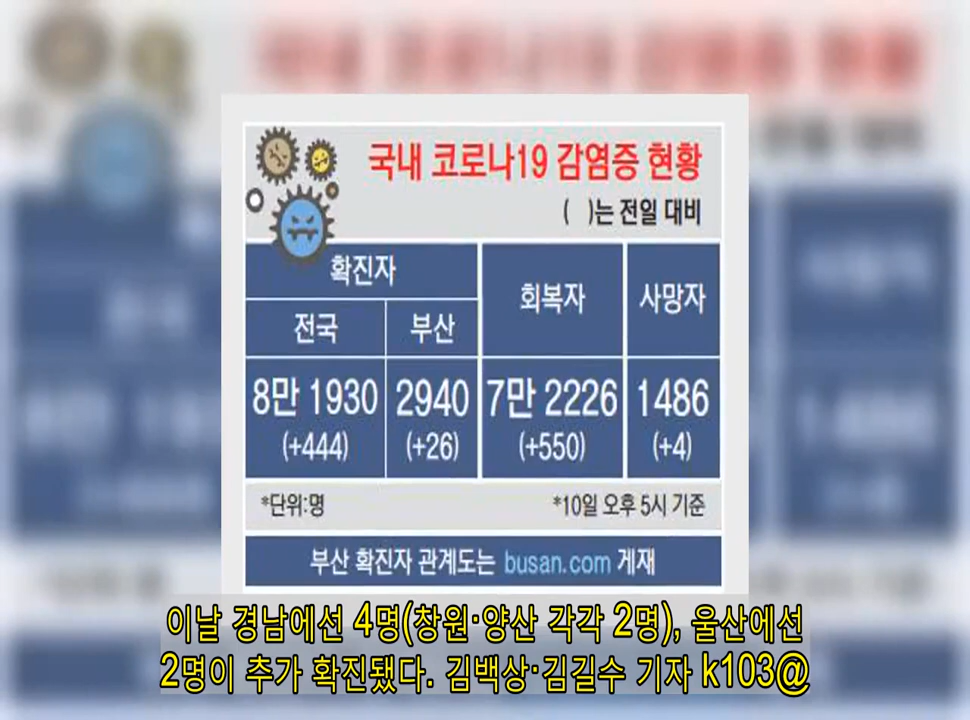 국내 코로나19 감염증 현황
( )는 전일 대비
확진자
회복자 사망자
전국 부산
8만 1930 2940 7만 2226 1486
(+444) (+26) (+550) (+4)
*단위:명 *10일 오후 5시 기준
부산 확진자 관계도는 busan.com 게재
이날 경남에선 4명(창원·양산 각각 2명), 울산에선
2명이 추가 확진됐다. 김백상·김길수 기자 k103@